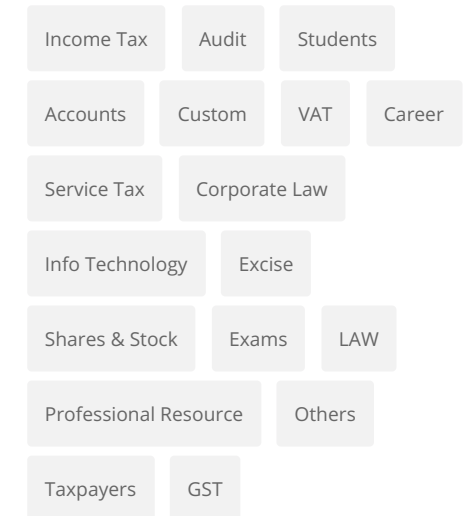 Income Tax Audit Students
Accounts Custom VAT Career
Service Tax Corporate Law
Info Technology Excise
Shares & Stock Exams LAW
Professional Resource Others
Taxpayers GST